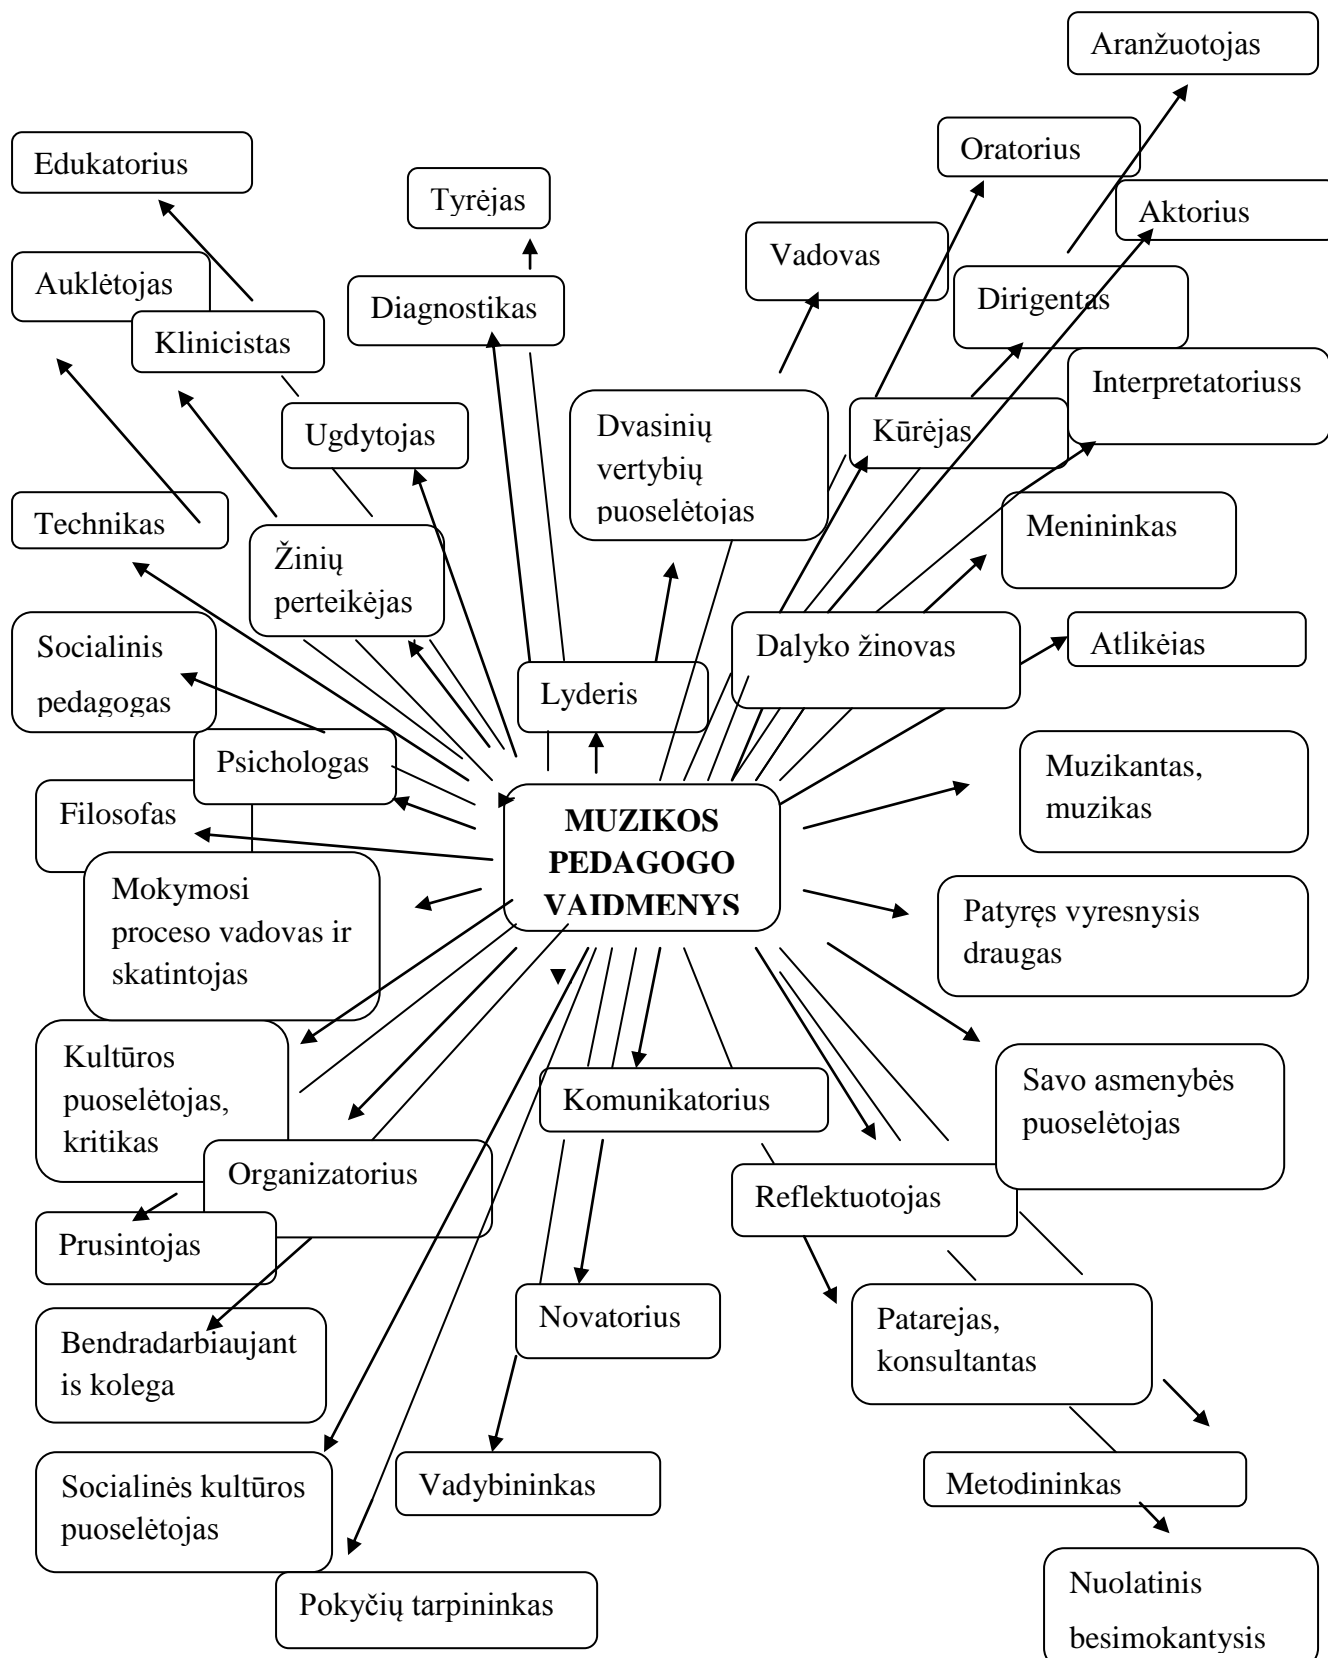 Aranžuotojas
Oratorius
Edukatorius
Tyrėjas
Aktorius
Vadovas
Auklėtojas
Diagnostikas
Dirigentas
Klinicistas
Interpretatoriuss
Ugdytojas
Dvasinių
vertybių
puoselėtojas
Kūrėjas
Technikas
Menininkas
Žinių
perteikėjas
Socialinis
pedagogas
Dalyko žinovas
Atlikėjas
Lyderis
Psichologas
Muzikantas,
muzikas
Filosofas
MUZIKOS
PEDAGOGO
VAIDMENYS
Mokymosi
proceso vadovas ir
skatintojas
Patyręs vyresnysis
draugas
Kultūros
puoselėtojas,
kritikas
Komunikatorius
Savo asmenybės
puoselėtojas
Organizatorius
Reflektuotojas
Prusintojas
Novatorius
Patarejas,
konsultantas
Bendradarbiaujant
is kolega
Vadybininkas
Metodininkas
Socialinės kultūros
puoselėtojas
Pokyčių tarpininkas
Nuolatinis
besimokantysis